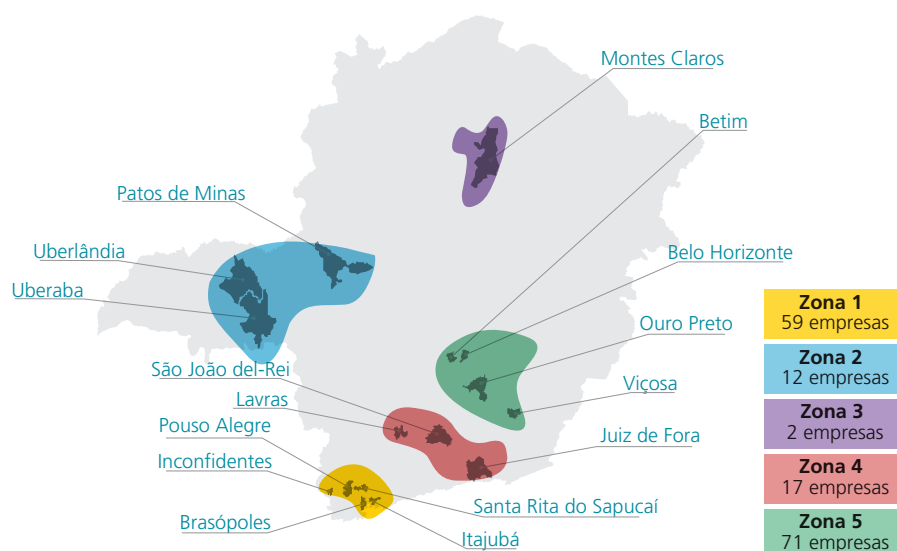 Montes Claros
Betim
Patos de Minas
Uberlândia
Belo Horizonte
Uberaba
Zona 1
59 empresas
Ouro Preto
Zona 2
12 empresas
São João del-Rei
Viçosa
Lavras
Zona 3
2 empresas
Pouso Alegre
Juiz de Fora
Inconfidentes
Zona 4
17 empresas
Santa Rita do Sapucaí
Brasópoles
Itajubá
Zona 5
71 empresas